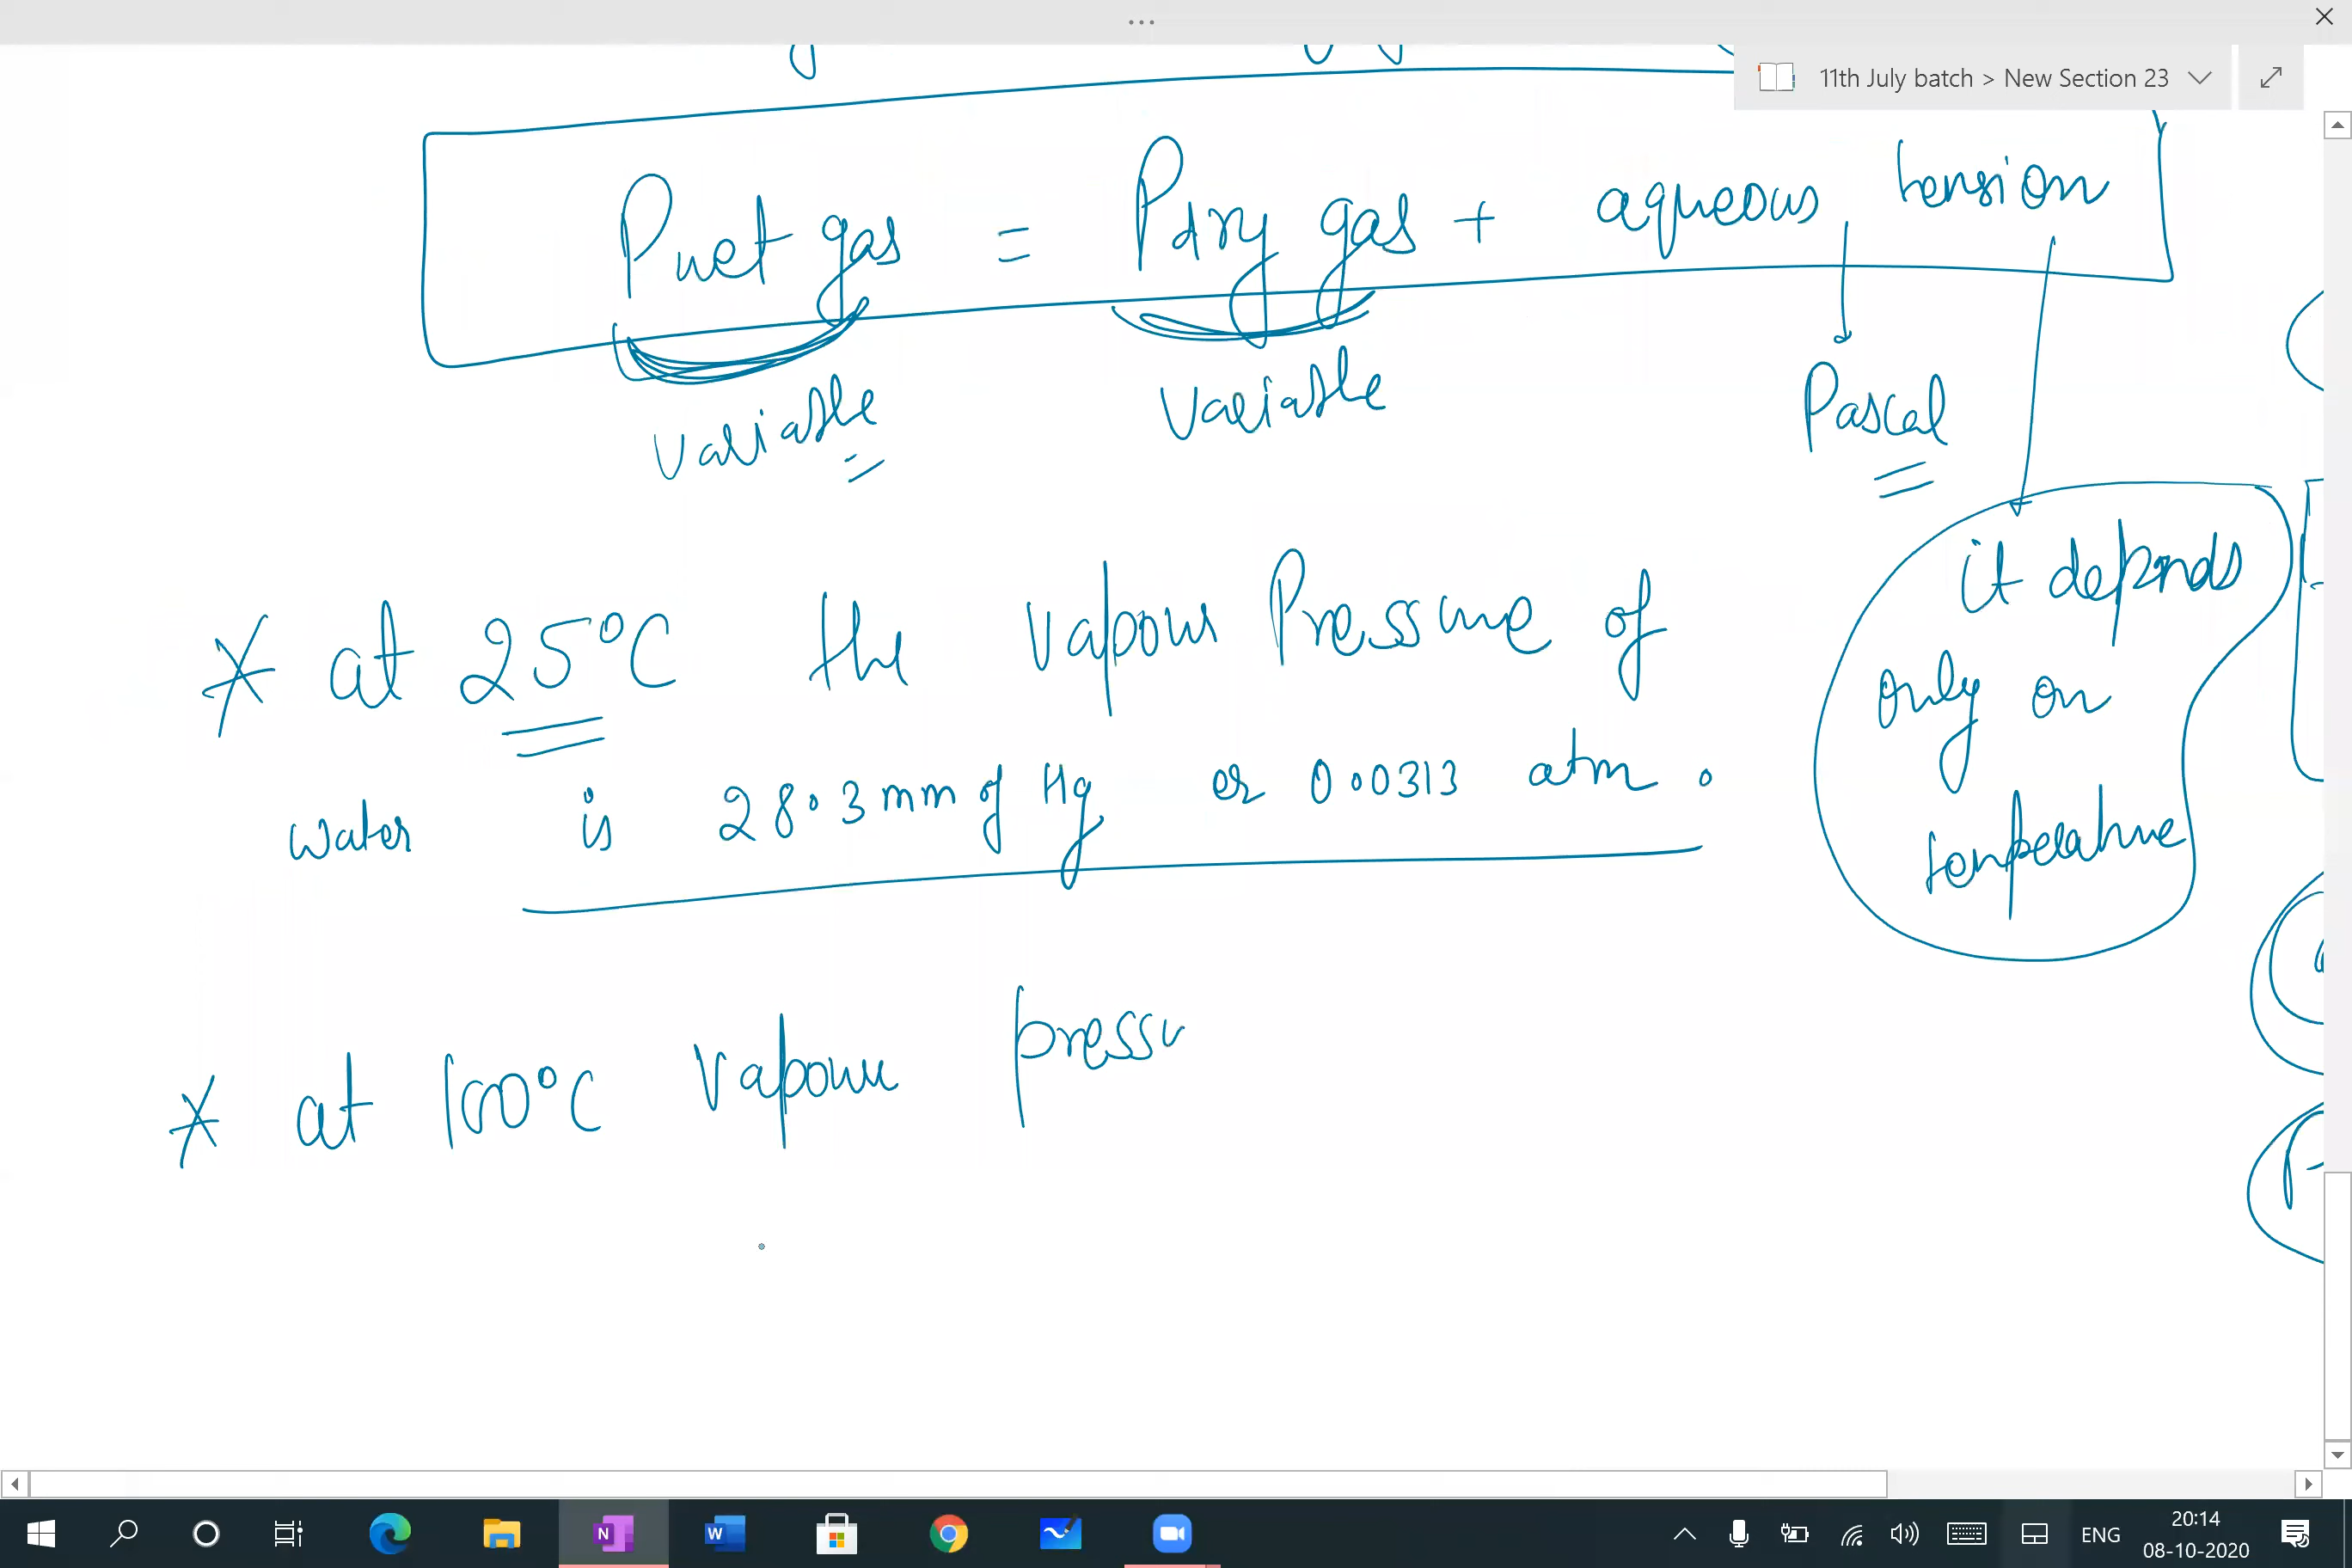 11th July batch > New Section 23
Pwet gas = Pdry gas + aqueous tension
variable
variable
Pascal
it depends
only on
temperature
* at 25°C the vapour Pressure of
water is 28.3 mm of Hg or 0.0313 atm.
* at 100°C Vapour pressu
ENG
20:14
08-10-2020